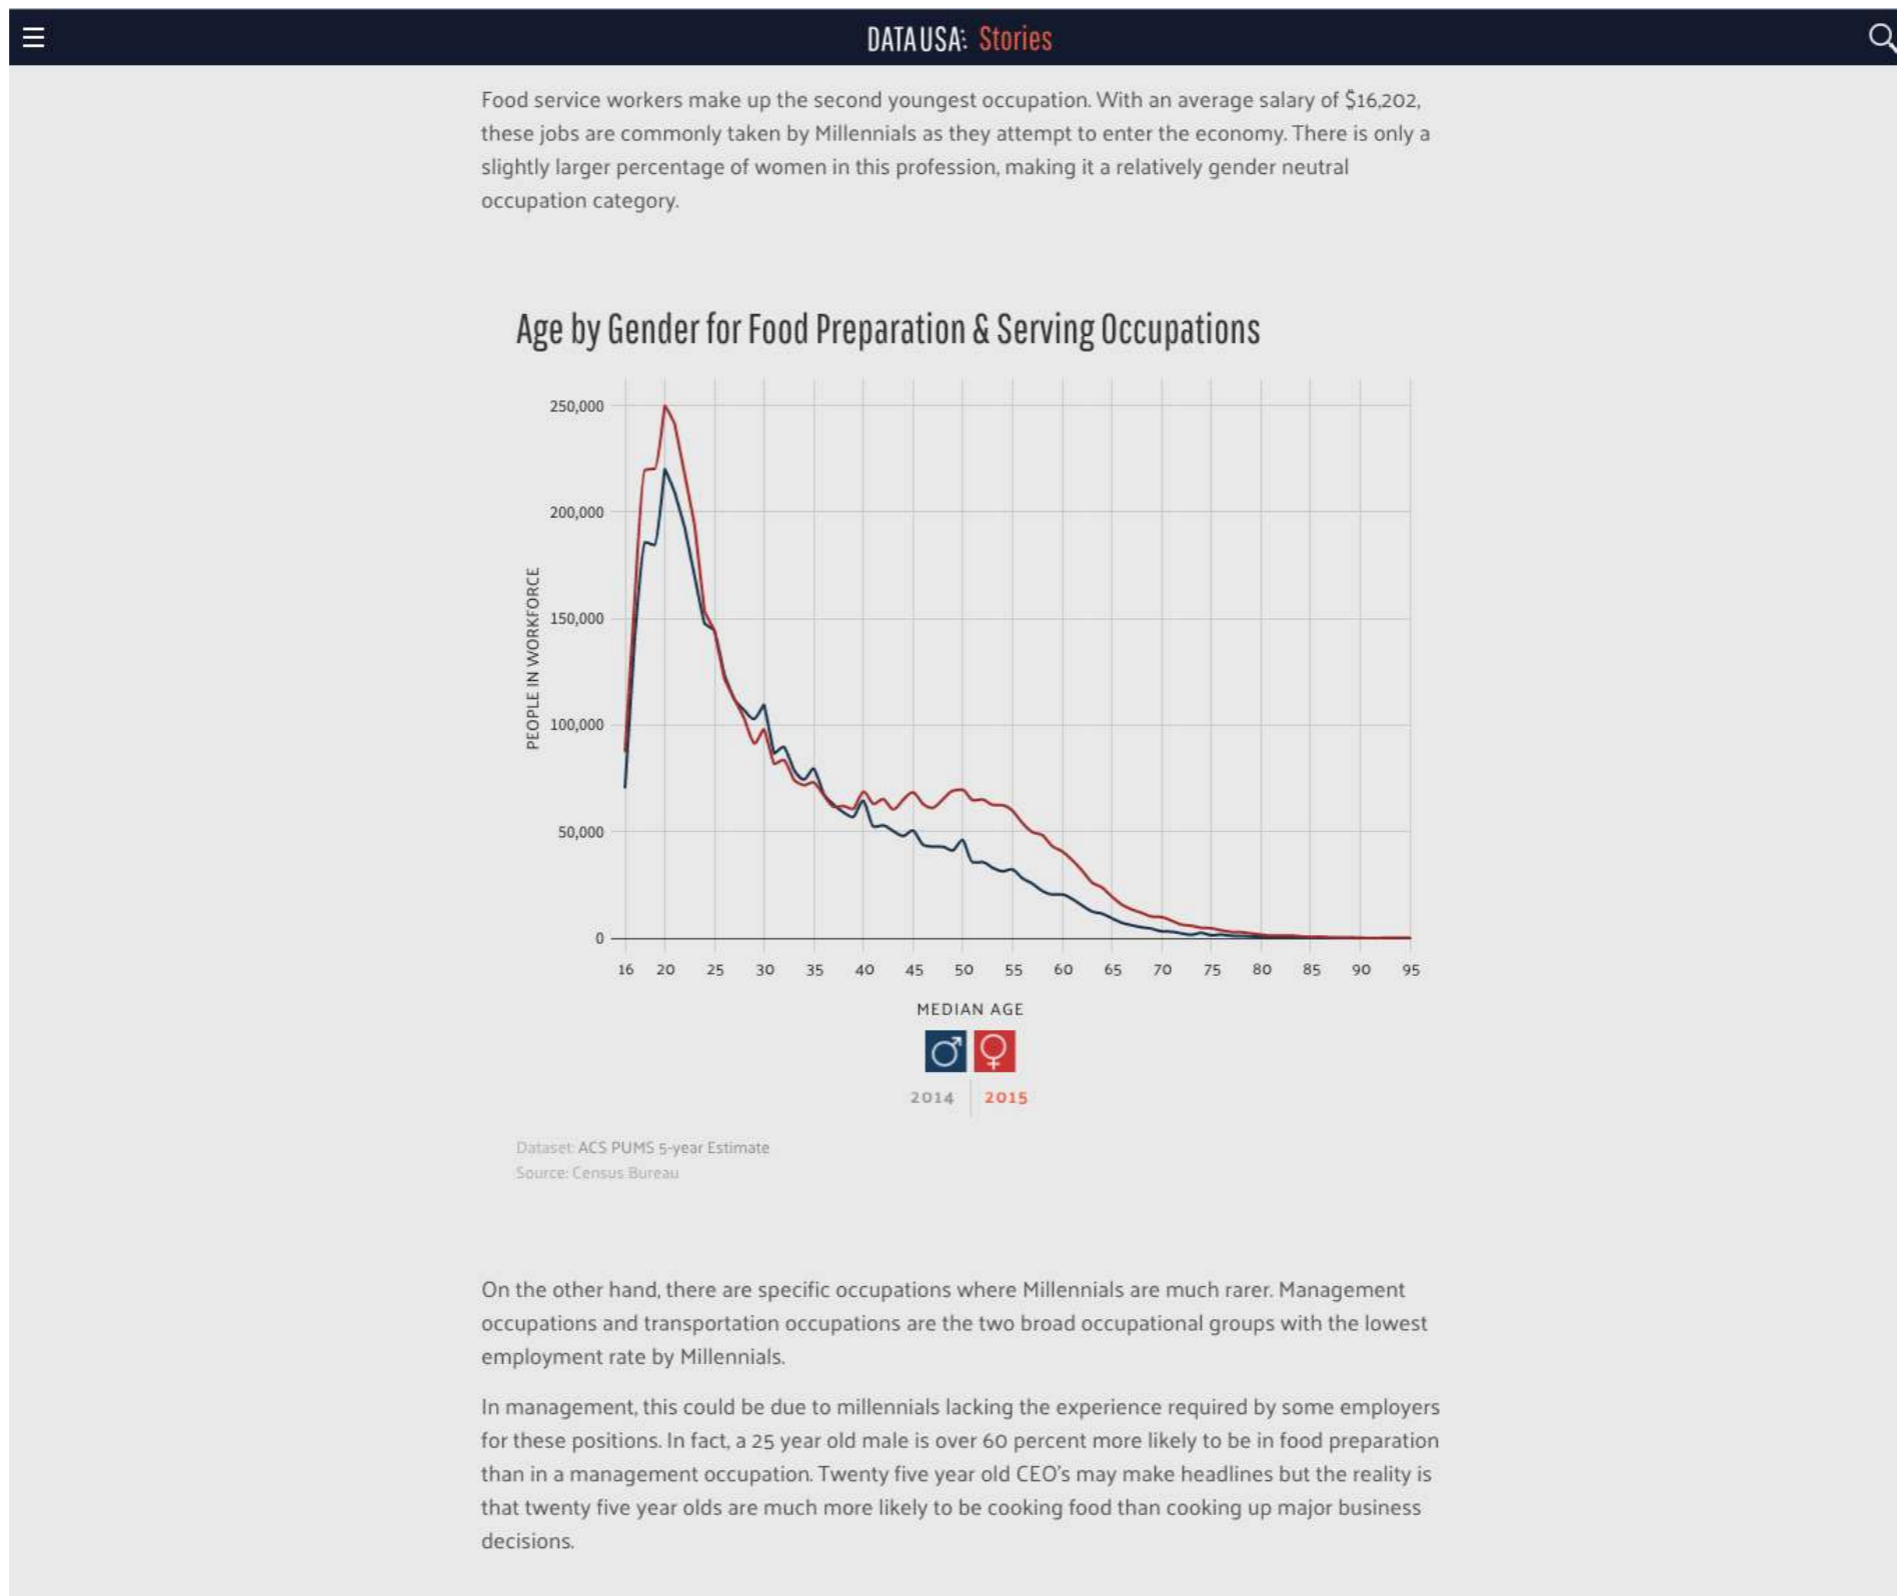 DATAUSA: Stories
Food service workers make up the second youngest occupation. With an average salary of $16,202,
these jobs are commonly taken by Millennials as they attempt to enter the economy. There is only a
slightly larger percentage of women in this profession, making it a relatively gender neutral
occupation category.
Age by Gender for Food Preparation & Serving Occupations
PEOPLE IN WORKFORCE
250,000
200,000
150,000
100,000
50,000
0
16 20 25 30 35 40 45 50 55 60 65 70 75 80 85 90 95
MEDIAN AGE
2014 2015
Dataset: ACS PUMS 5-year Estimate
Source: Census Bureau
On the other hand, there are specific occupations where Millennials are much rarer. Management
occupations and transportation occupations are the two broad occupational groups with the lowest
employment rate by Millennials.
In management, this could be due to millennials lacking the experience required by some employers
for these positions. In fact, a 25 year old male is over 60 percent more likely to be in food preparation
than in a management occupation. Twenty five year old CEO's may make headlines but the reality is
that twenty five year olds are much more likely to be cooking food than cooking up major business
decisions.